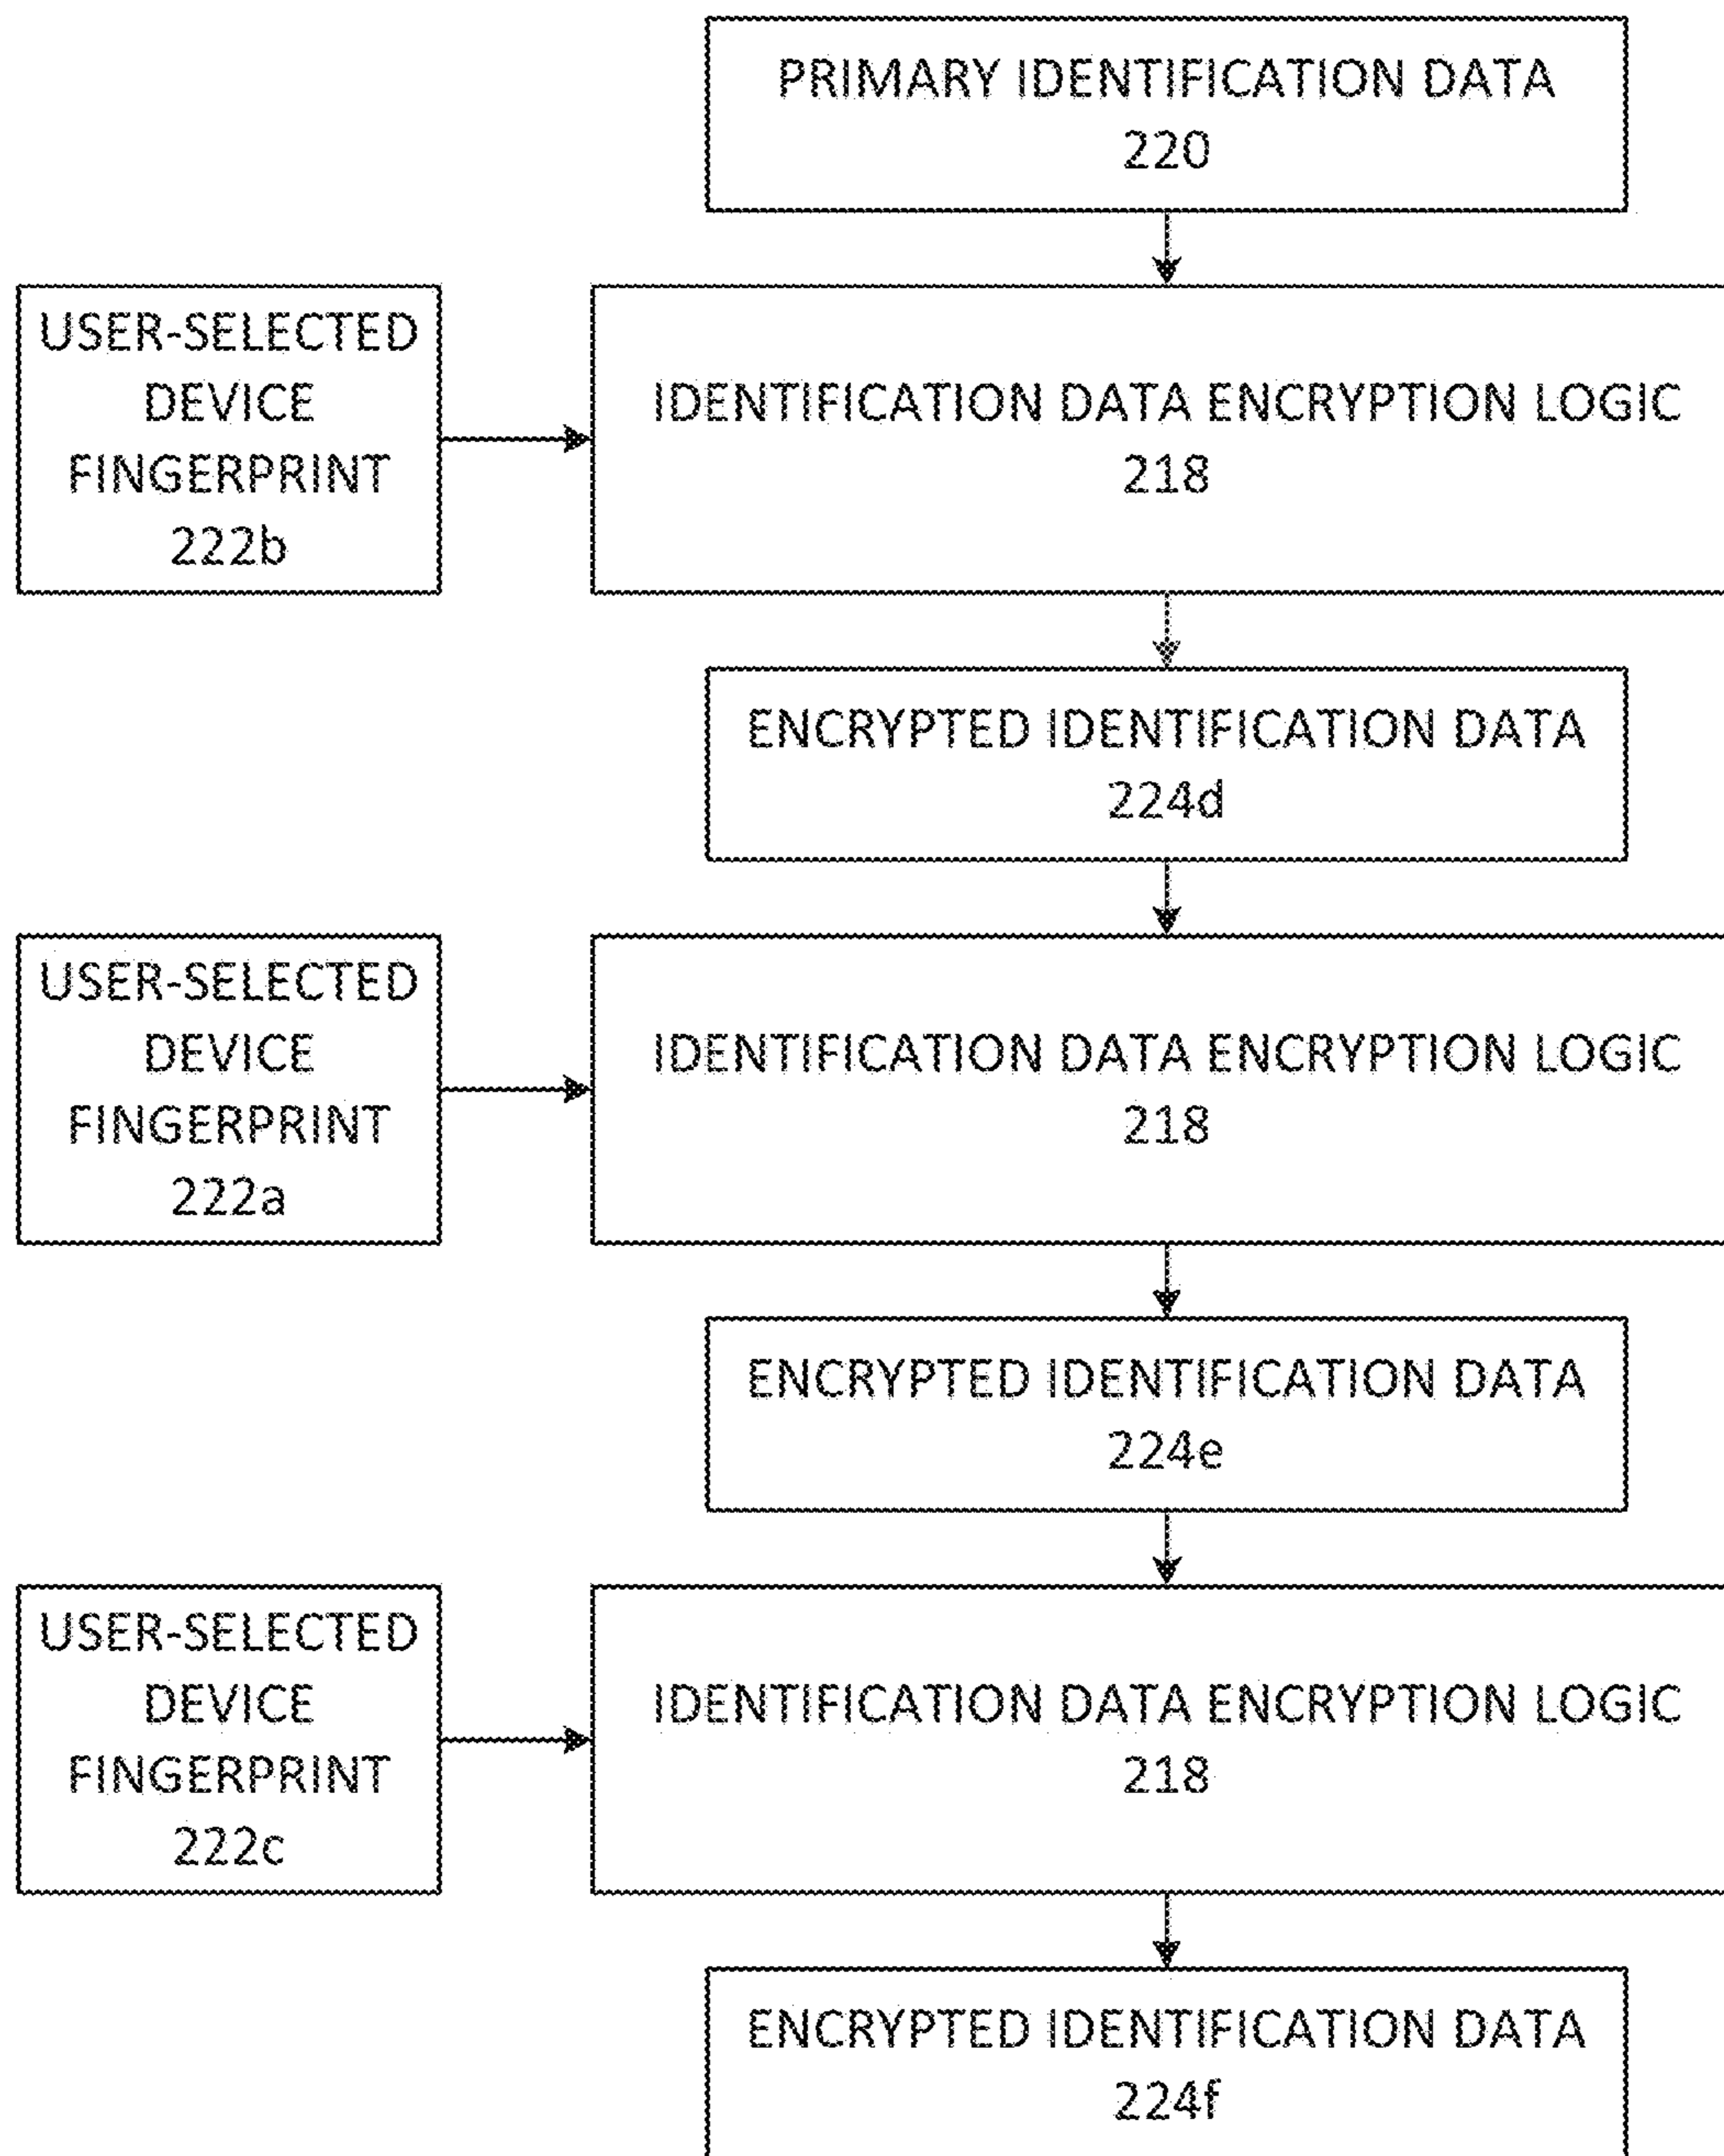 PRIMARY IDENTIFICATION DATA
220
USER-SELECTED
DEVICE
FINGERPRINT
222b
IDENTIFICATION DATA ENCRYPTION LOGIC
218
ENCRYPTED IDENTIFICATION DATA
224d
USER-SELECTED
DEVICE
FINGERPRINT
222a
IDENTIFICATION DATA ENCRYPTION LOGIC
218
ENCRYPTED IDENTIFICATION DATA
224e
USER-SELECTED
DEVICE
FINGERPRINT
222c
IDENTIFICATION DATA ENCRYPTION LOGIC
218
ENCRYPTED IDENTIFICATION DATA
224f